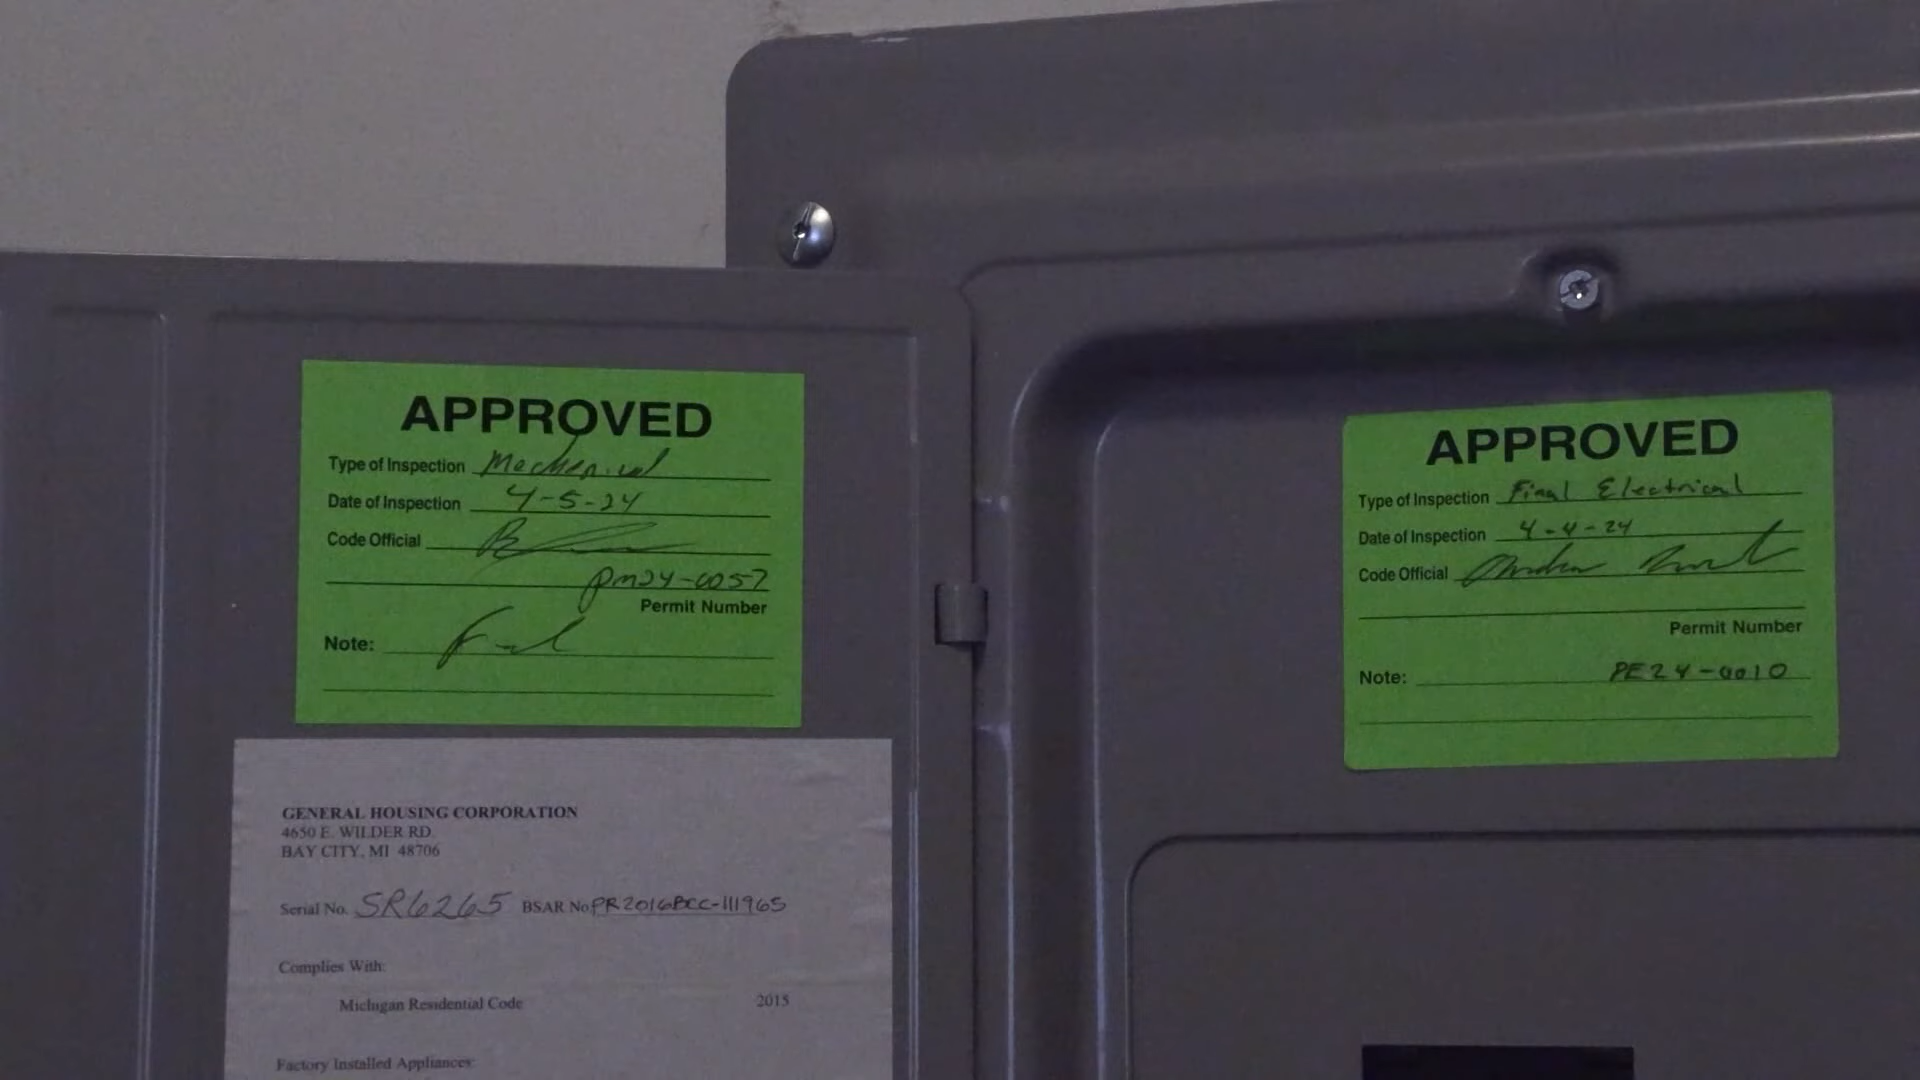 APPROVED
Type of Inspection Mechanical
Date of Inspection 4-5-24
Code Official
PM24-0057
Permit Number
Note: Final
GENERAL HOUSING CORPORATION
4650 E. WILDER RD.
BAY CITY, MI 48706
Serial No. SR6265 BSAR No. PR2016BCC-111965
Complies With:
Michigan Residential Code 2015
Factory Installed Appliances:
APPROVED
Type of Inspection Final Electrical
Date of Inspection 4-4-24
Code Official
Permit Number
Note: PE24-0010